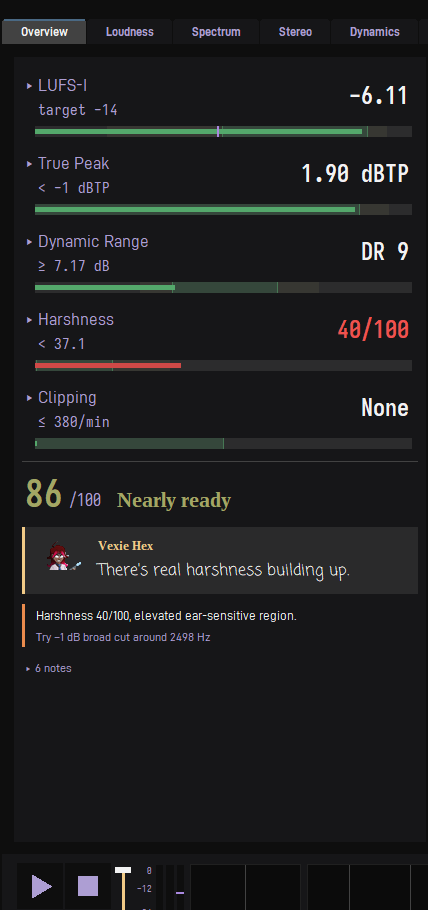 Overview Loudness Spectrum Stereo Dynamics
▸ LUFS-I
-6.11
target -14
▸ True Peak
1.90 dBTP
< -1 dBTP
▸ Dynamic Range
DR 9
≥ 7.17 dB
▸ Harshness
40/100
< 37.1
▸ Clipping
None
≤ 380/min
86 /100 Nearly ready
Vexie Hex
There's real harshness building up.
Harshness 40/100, elevated ear-sensitive region.
Try -1 dB broad cut around 2498 Hz
▸ 6 notes
0
-12